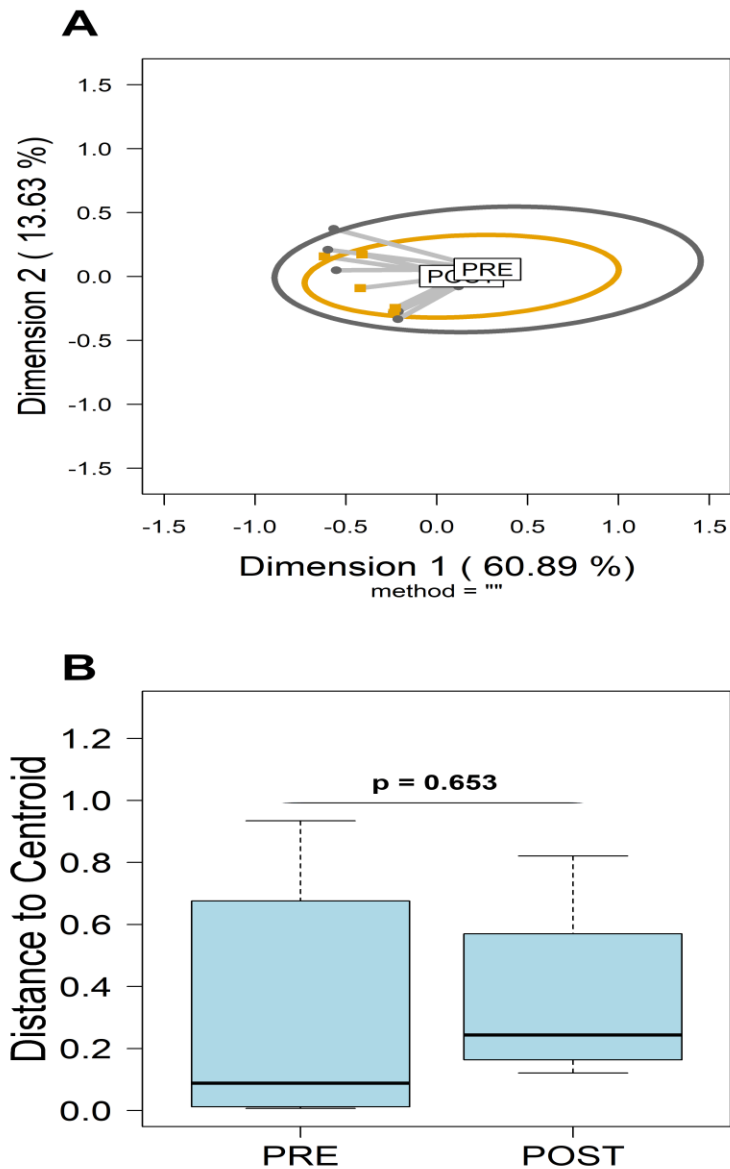 A
Dimension 2 ( 13.63 %)
1.5
1.0
0.5
0.0
-0.5
-1.0
-1.5
PRE
-1.5 -1.0 -0.5 0.0 0.5 1.0 1.5
Dimension 1 ( 60.89 %)
method = ""
B
Distance to Centroid
1.2
1.0
0.8
0.6
0.4
0.2
0.0
p = 0.653
PRE POST